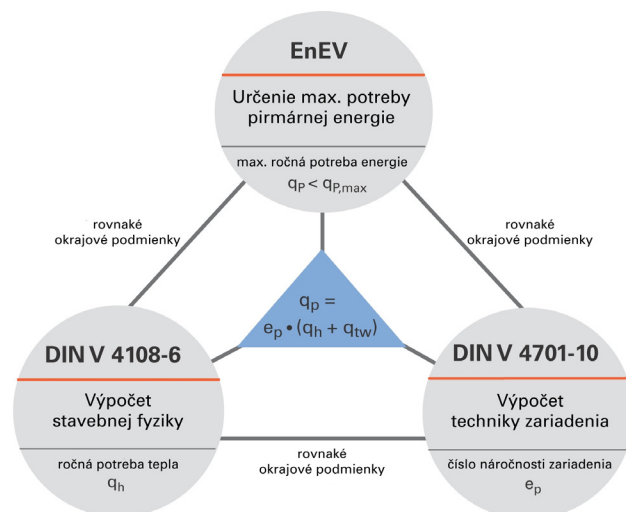 EnEV
Určenie max. potreby
pirmárnej energie
max. ročná potreba energie
qP < qP,max
rovnaké
okrajové podmienky
rovnaké
okrajové podmienky
qp =
ep • (qh + qtw)
DIN V 4108-6
Výpočet
stavebnej fyziky
ročná potreba tepla
qh
DIN V 4701-10
Výpočet
techniky zariadenia
číslo náročnosti zariadenia
ep
rovnaké
okrajové podmienky